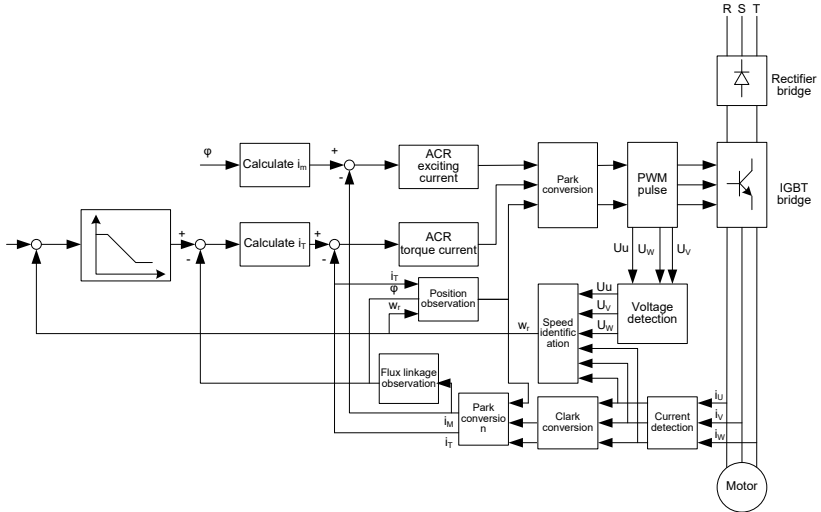 R S T
Rectifier
bridge
φ
Calculate im
+
-
ACR
exciting
current
Park
conversion
PWM
pulse
IGBT
bridge
+
-
Calculate iT
+
-
ACR
torque current
Uu
UW
UV
iT
φ
wr
Position
observation
Speed
identific
ation
Uu
UV
UW
Voltage
detection
wr
Flux linkage
observation
Park
conversio
n
iM
iT
Clark
conversion
Current
detection
iU
iV
iW
Motor